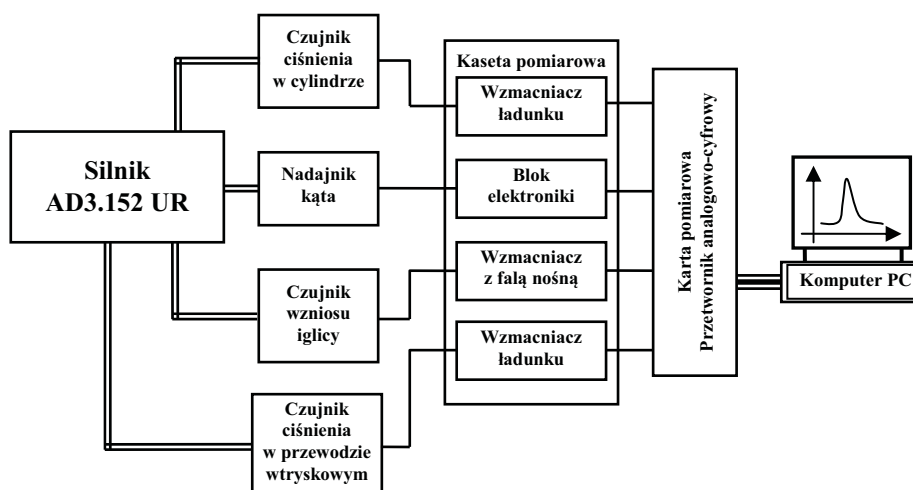 Silnik
AD3.152 UR
Czujnik
ciśnienia
w cylindrze
Nadajnik
kąta
Czujnik
wzniosu
iglicy
Czujnik
ciśnienia
w przewodzie
wtryskowym
Kaseta pomiarowa
Wzmacniacz
ładunku
Blok
elektroniki
Wzmacniacz
z falą nośną
Wzmacniacz
ładunku
Karta pomiarowa
Przetwornik analogowo-cyfrowy
Komputer PC